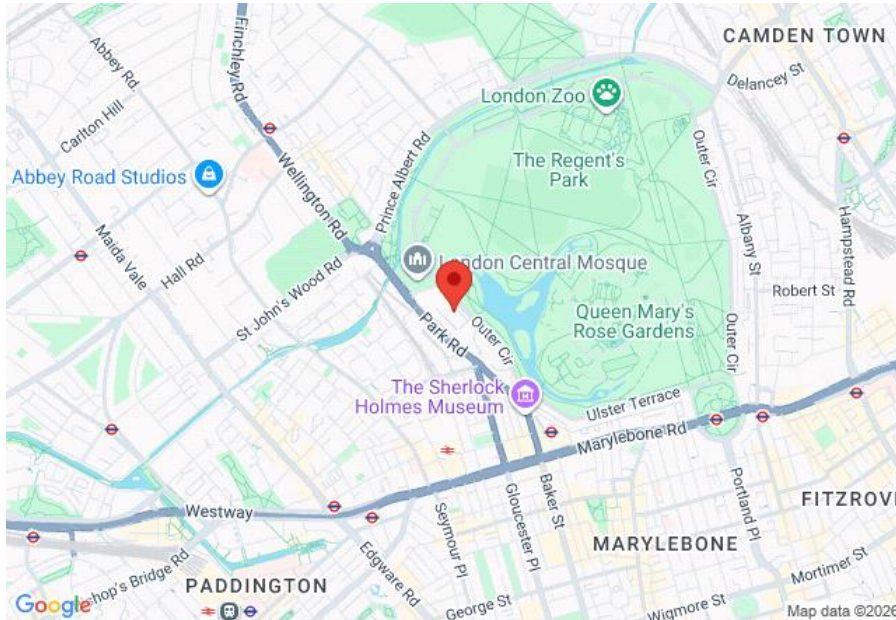 CAMDEN TOWN
Finchley Rd
Abbey Rd.
Delancey St
London Zoo
Carlton Hill
Outer Cir
The Regent's
Park
Abbey Road Studios
Wellington Rd
Prince Albert Rd
Maida Vale
Albany St
Hampstead Rd
Hall Rd
London Central Mosque
St John's Wood Rd
Robert St
Queen Mary's
Rose Gardens
Outer Cir
Park Rd
Outer Cir
The Sherlock
Holmes Museum
Ulster Terrace
Marylebone Rd
Westway
Seymour Pl
Gloucester Pl
Baker St
Portland Pl
FITZROV
MARYLEBONE
Edgware Rd
shop's Bridge Rd
PADDINGTON
Mortimer St
George St
Wigmore St
Google
Map data ©2026